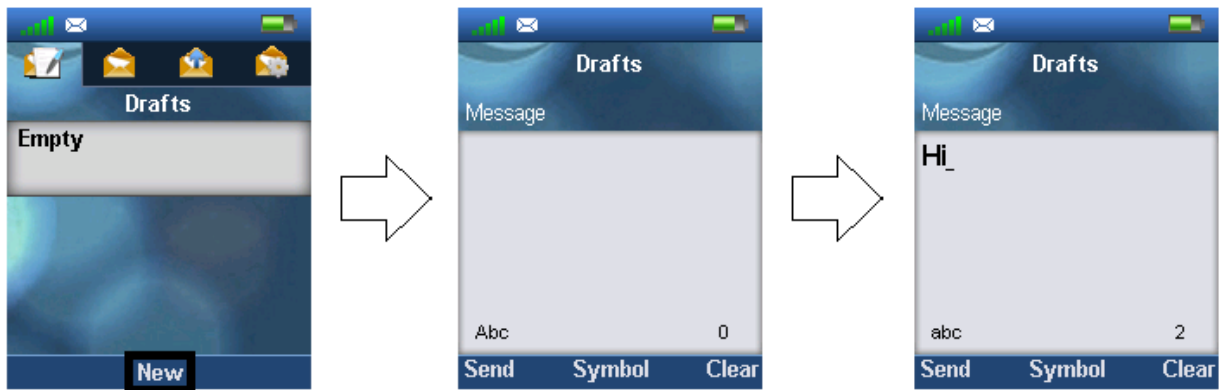 Drafts
Empty
New
Drafts
Message
Abc 0
Send Symbol Clear
Drafts
Message
Hi_
abc 2
Send Symbol Clear